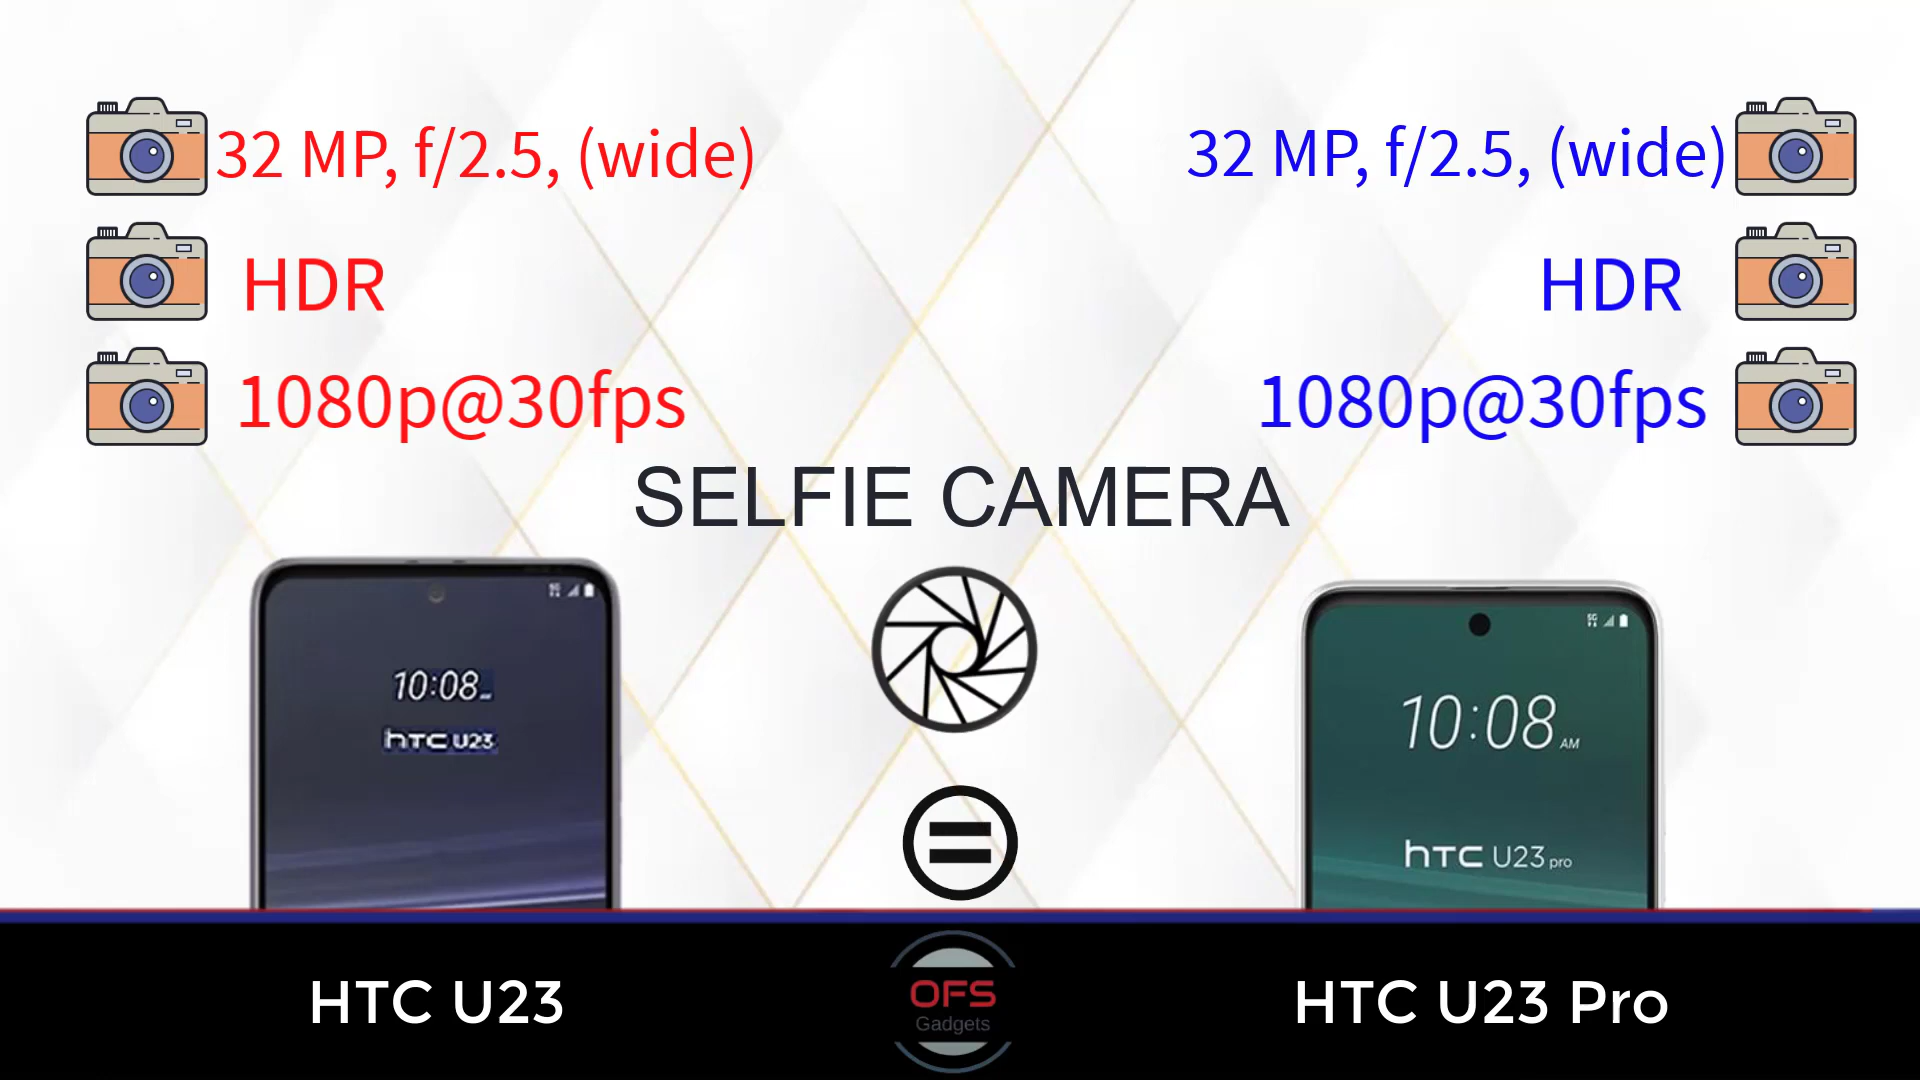 32 MP, f/2.5, (wide)
HDR
1080p@30fps
32 MP, f/2.5, (wide)
HDR
1080p@30fps
SELFIE CAMERA
10:08
hTC U23
5G
10:08 AM
hTC U23 pro
HTC U23
OFS
Gadgets
HTC U23 Pro